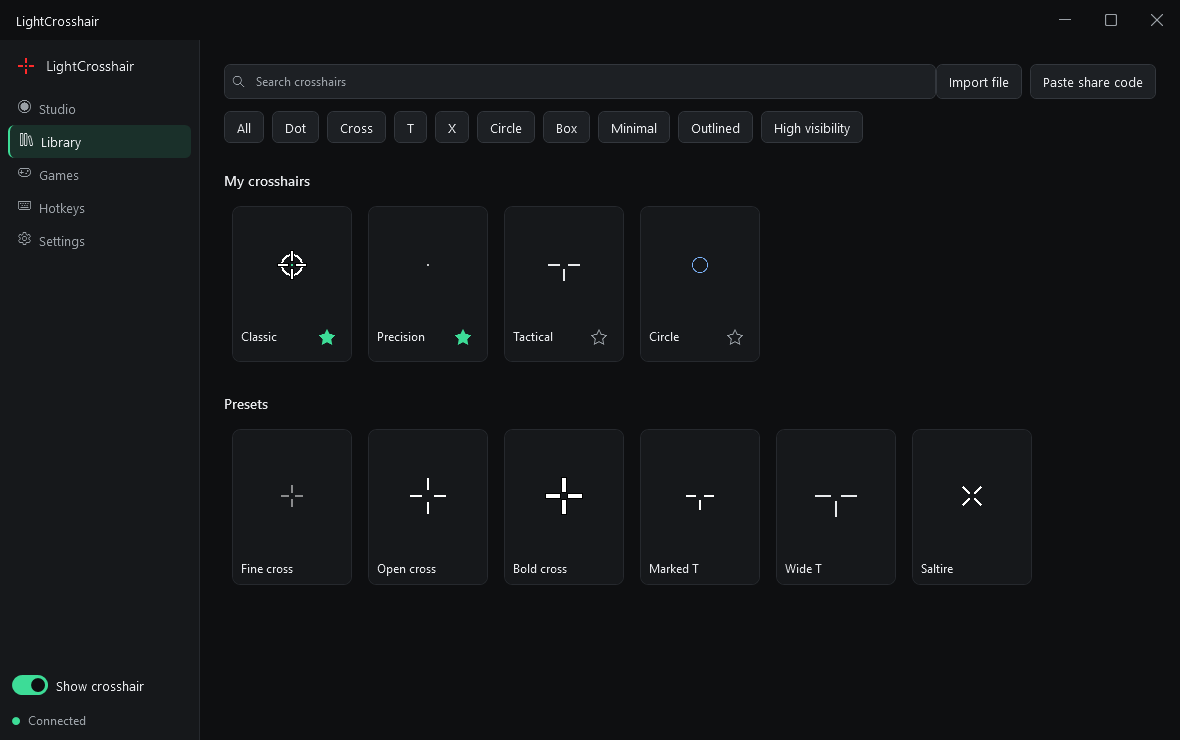 LightCrosshair
LightCrosshair
Studio
Library
Games
Hotkeys
Settings
Show crosshair
Connected
Search crosshairs
Import file
Paste share code
All
Dot
Cross
T
X
Circle
Box
Minimal
Outlined
High visibility
My crosshairs
Classic
Precision
Tactical
Circle
Presets
Fine cross
Open cross
Bold cross
Marked T
Wide T
Saltire